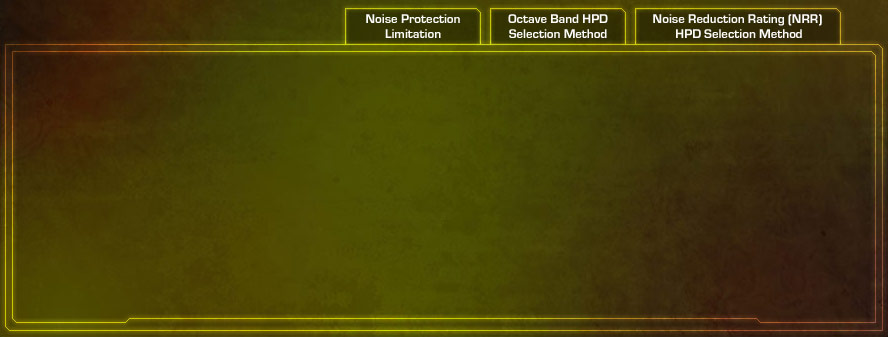 Noise Protection
Limitation
Octave Band HPD
Selection Method
Noise Reduction Rating (NRR)
HPD Selection Method